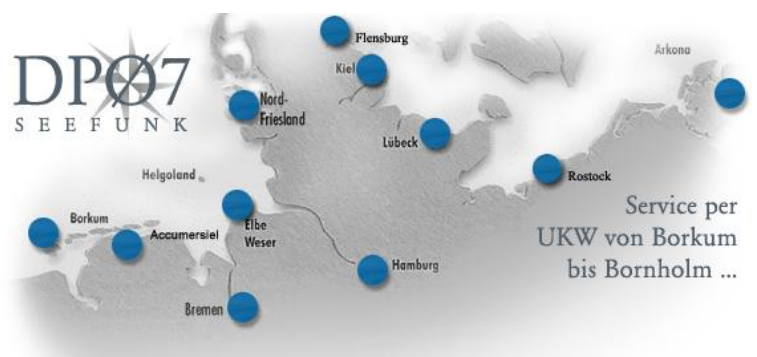 DPØ7
SEEFUNK
Flensburg
Kiel
Arkona
Nord-
Friesland
Lübeck
Helgoland
Rostock
Borkum
Accumersiel
Elbe
Weser
Hamburg
Bremen
Service per
UKW von Borkum
bis Bornholm ...